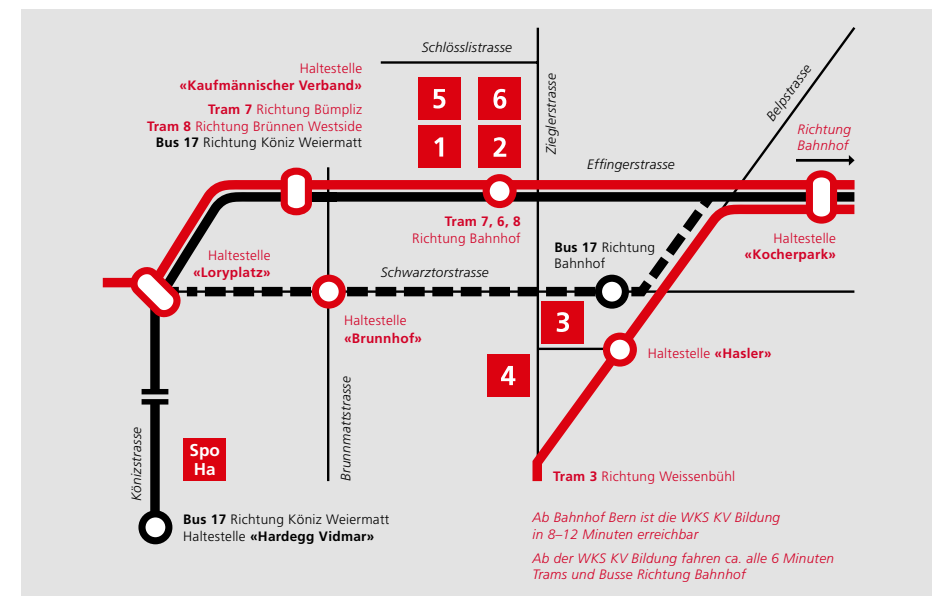 Schlösslistrasse
Haltestelle
«Kaufmännischer Verband»
Tram 7 Richtung Bümpliz
Tram 8 Richtung Brünnen Westside
Bus 17 Richtung Köniz Weiermatt
5
6
1
2
Zieglerstrasse
Belpstrasse
Effingerstrasse
Richtung
Bahnhof
Tram 7, 6, 8
Richtung Bahnhof
Bus 17 Richtung
Bahnhof
Haltestelle
«Kocherpark»
Haltestelle
«Loryplatz»
Schwarztorstrasse
Haltestelle
«Brunnhof»
3
4
Haltestelle «Hasler»
Brunnmattstrasse
Könizstrasse
Spo
Ha
Tram 3 Richtung Weissenbühl
Bus 17 Richtung Köniz Weiermatt
Haltestelle «Hardegg Vidmar»
Ab Bahnhof Bern ist die WKS KV Bildung
in 8–12 Minuten erreichbar
Ab der WKS KV Bildung fahren ca. alle 6 Minuten
Trams und Busse Richtung Bahnhof